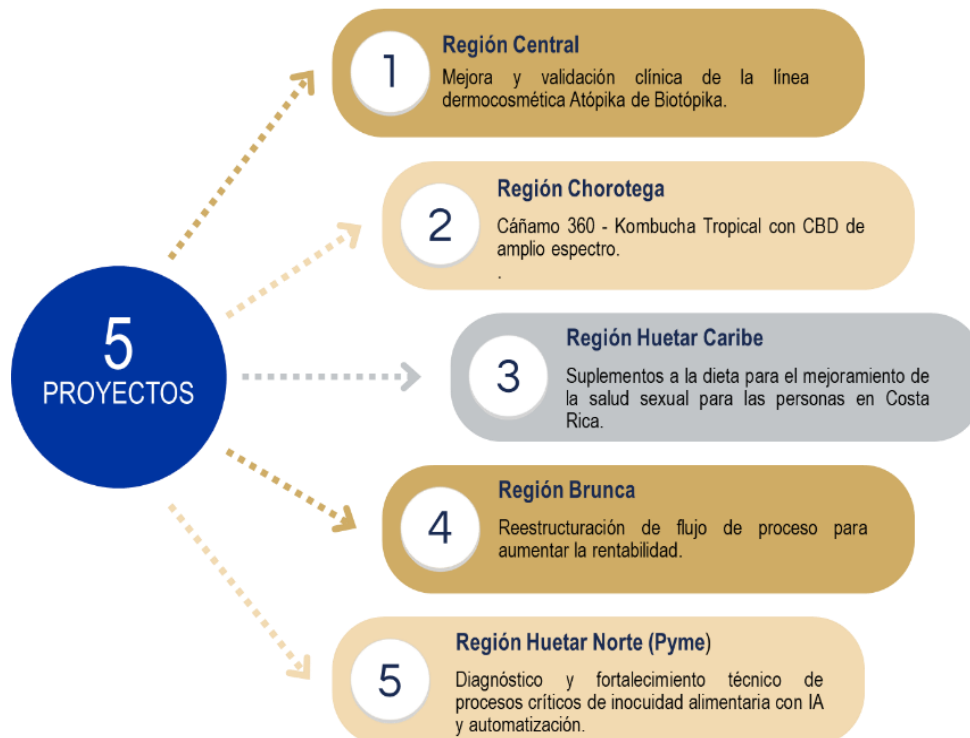 5
PROYECTOS
1
Región Central
Mejora y validación clínica de la línea
dermocosmética Atópika de Biotópika.
2
Región Chorotega
Cáñamo 360 - Kombucha Tropical con CBD de
amplio espectro.
.
3
Región Huetar Caribe
Suplementos a la dieta para el mejoramiento de
la salud sexual para las personas en Costa
Rica.
4
Región Brunca
Reestructuración de flujo de proceso para
aumentar la rentabilidad.
5
Región Huetar Norte (Pyme)
Diagnóstico y fortalecimiento técnico de
procesos críticos de inocuidad alimentaria con IA
y automatización.